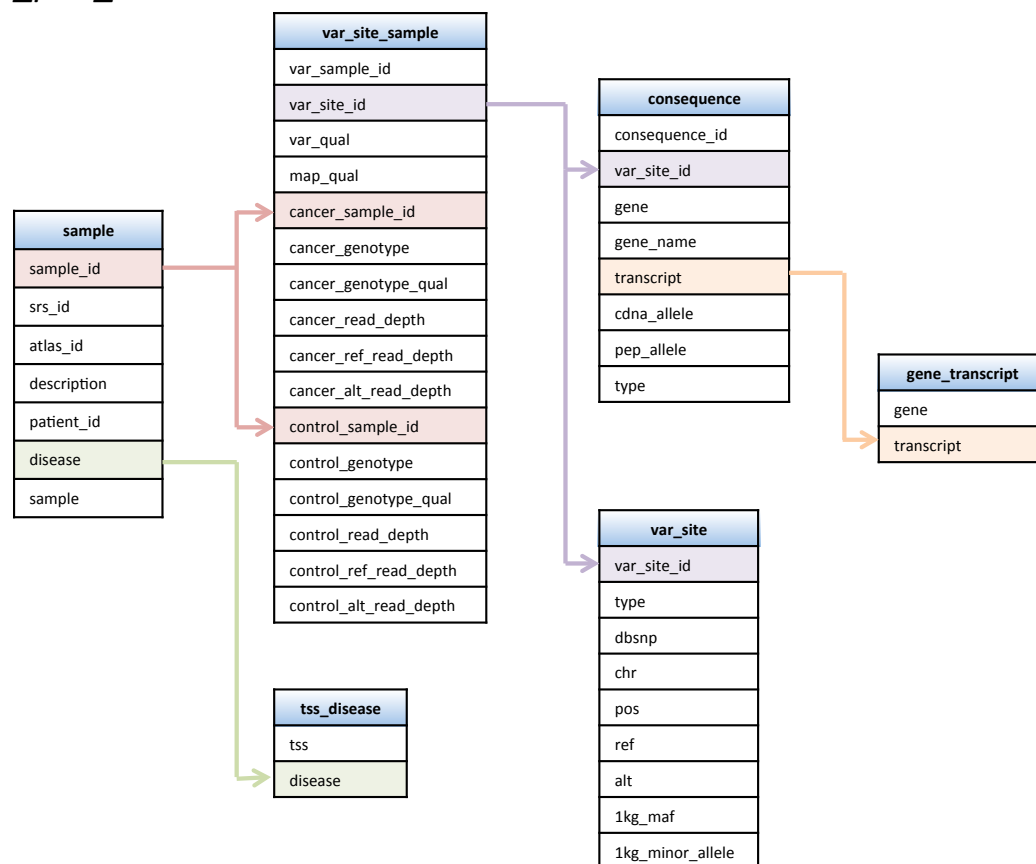 var_site_sample
var_sample_id
var_site_id
var_qual
map_qual
cancer_sample_id
cancer_genotype
cancer_genotype_qual
cancer_read_depth
cancer_ref_read_depth
cancer_alt_read_depth
control_sample_id
control_genotype
control_genotype_qual
control_read_depth
control_ref_read_depth
control_alt_read_depth
consequence
consequence_id
var_site_id
gene
gene_name
transcript
cdna_allele
pep_allele
type
sample
sample_id
srs_id
atlas_id
description
patient_id
disease
sample
gene_transcript
gene
transcript
var_site
var_site_id
type
dbsnp
chr
pos
ref
alt
1kg_maf
1kg_minor_allele
tss_disease
tss
disease